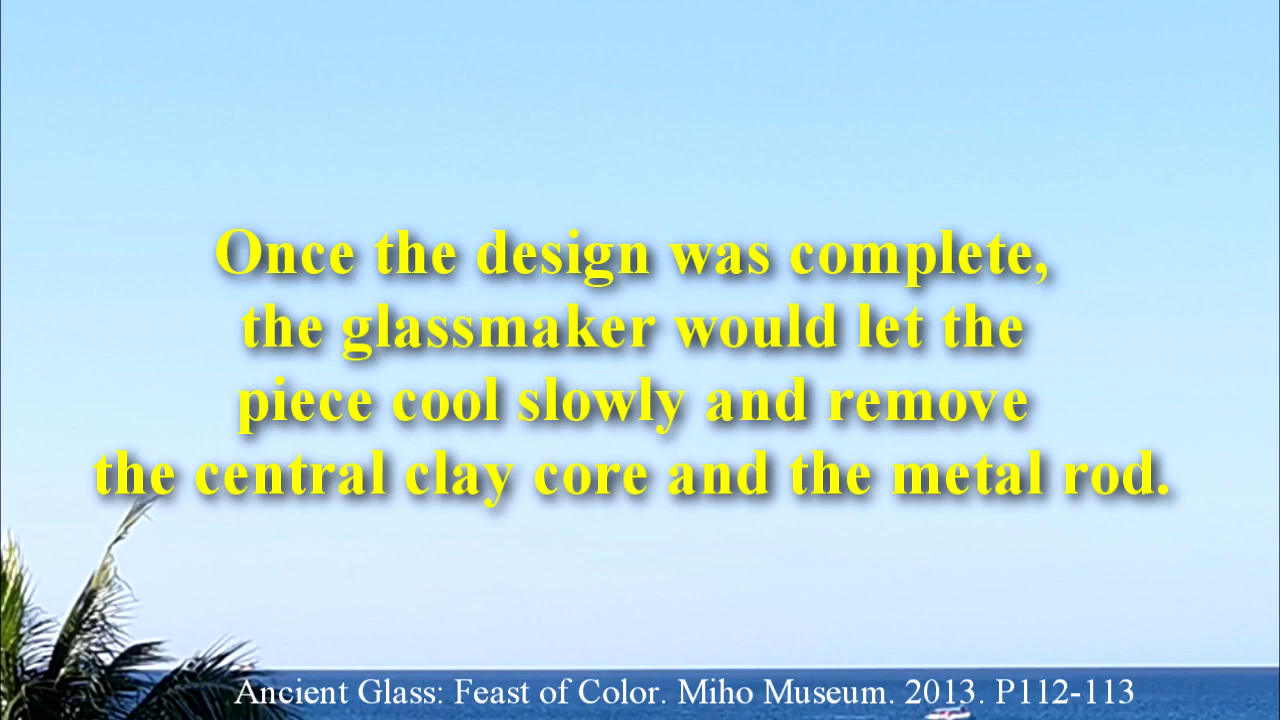 Once the design was complete,
the glassmaker would let the
piece cool slowly and remove
the central clay core and the metal rod.
Ancient Glass: Feast of Color. Miho Museum. 2013. P112-113